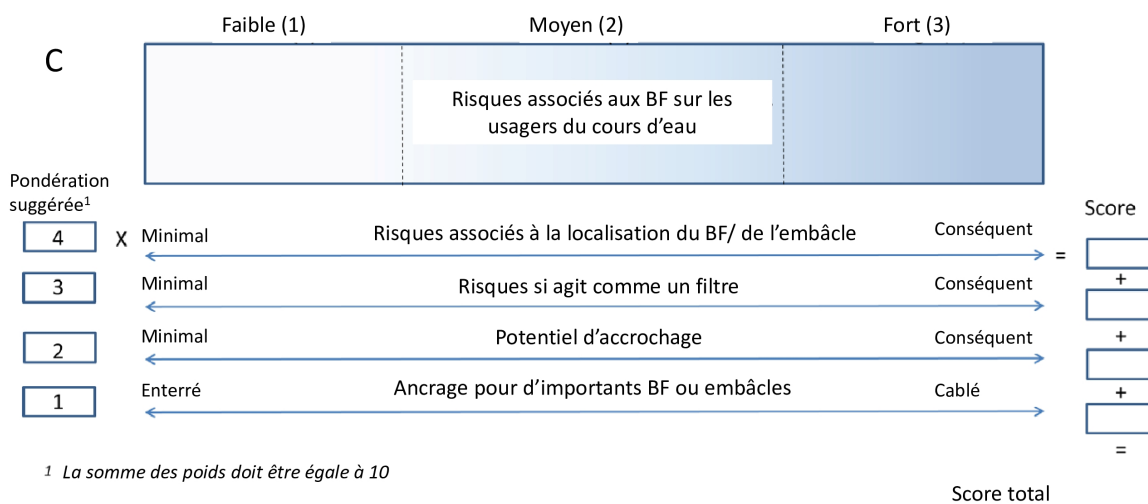 Faible (1) Moyen (2) Fort (3)
C
Risques associés aux BF sur les
usagers du cours d'eau
Pondération
suggérée¹
Score
4 X Minimal Risques associés à la localisation du BF/ de l'embâcle Conséquent =
+
3 Minimal Risques si agit comme un filtre Conséquent
+
2 Minimal Potentiel d'accrochage Conséquent
+
1 Enterré Ancrage pour d'importants BF ou embâcles Cablé
=
¹ La somme des poids doit être égale à 10
Score total